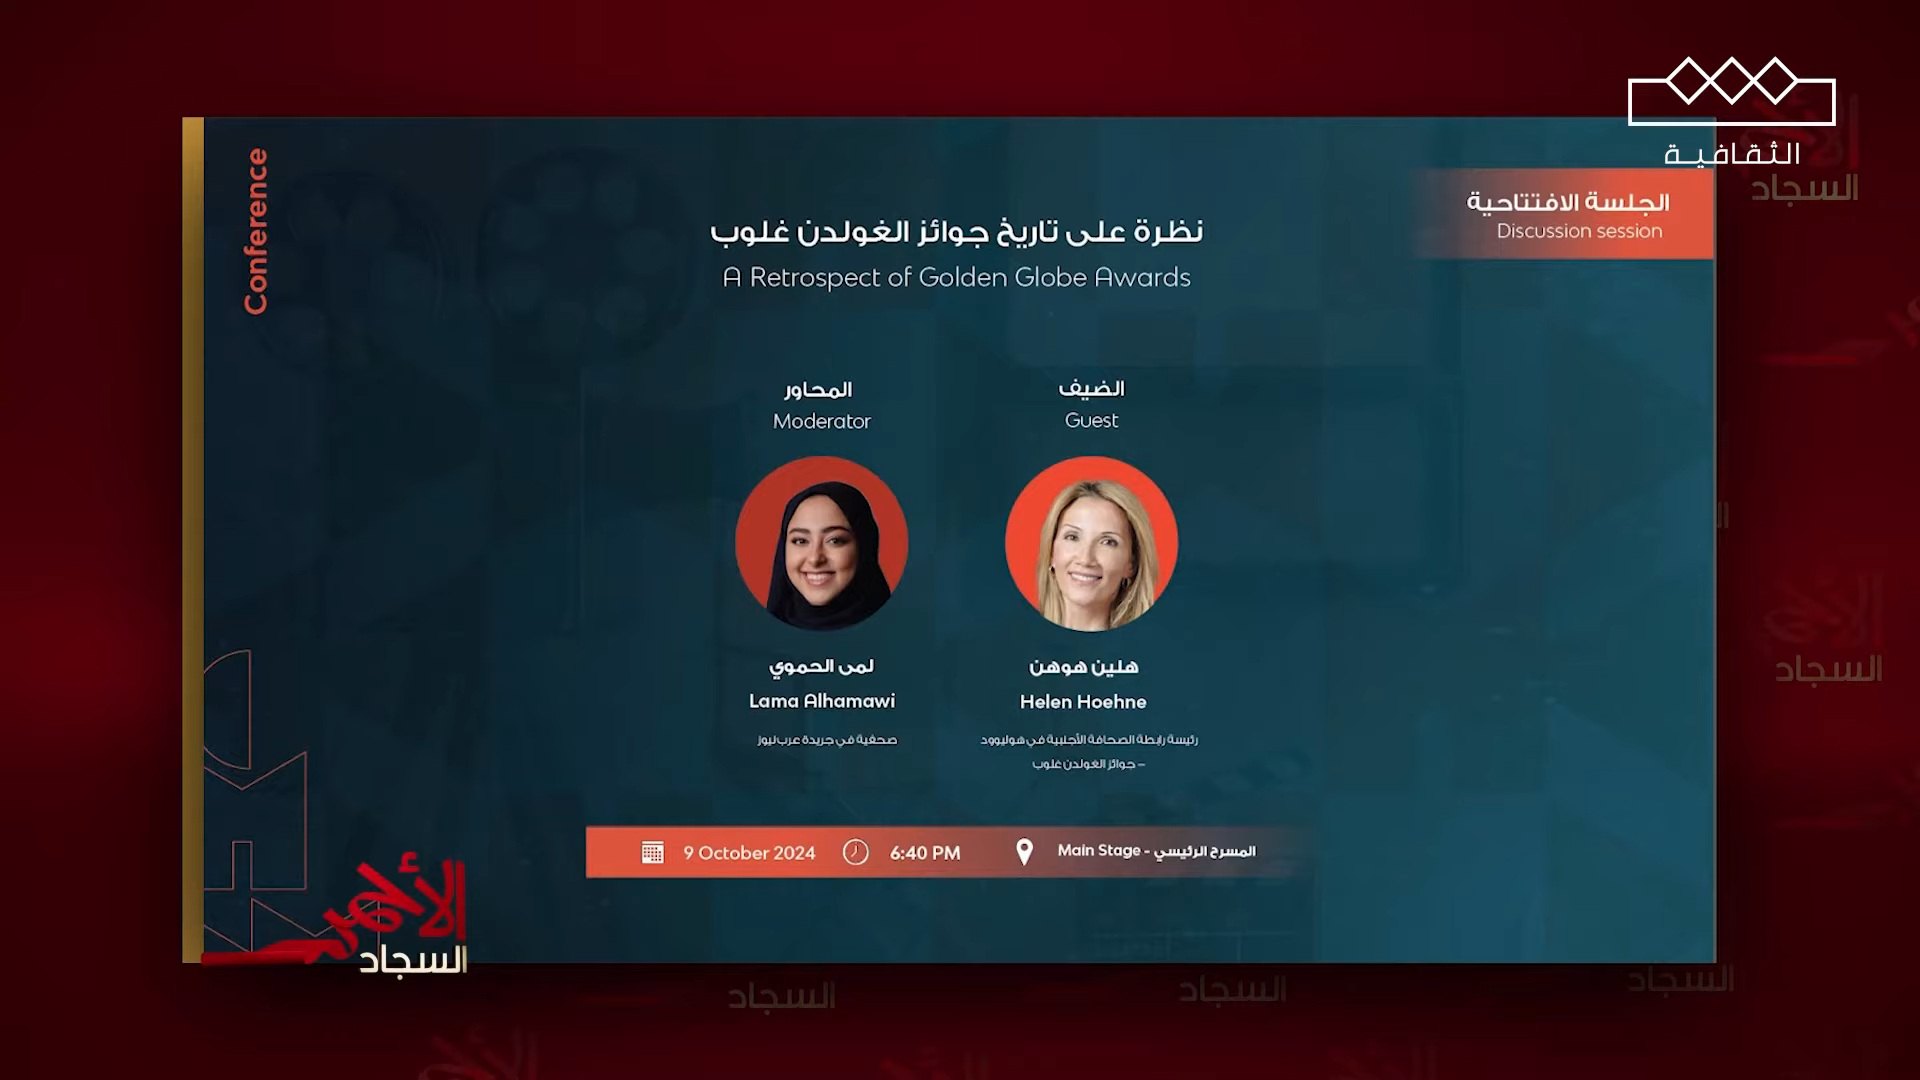 الثقافية
السجاد
الجلسة الافتتاحية
Discussion session
Conference
نظرة على تاريخ جوائز الغولدن غلوب
A Retrospect of Golden Globe Awards
الضيف
Guest
المحاور
Moderator
هلين هوهن
Helen Hoehne
رئيسة رابطة الصحافة الأجنبية في هوليوود
– جوائز الغولدن غلوب
لمى الحموي
Lama Alhamawi
صحفية في جريدة عرب نيوز
9 October 2024
6:40 PM
Main Stage - المسرح الرئيسي
الأحمر
السجاد
السجاد
السجاد
السجاد
السجاد